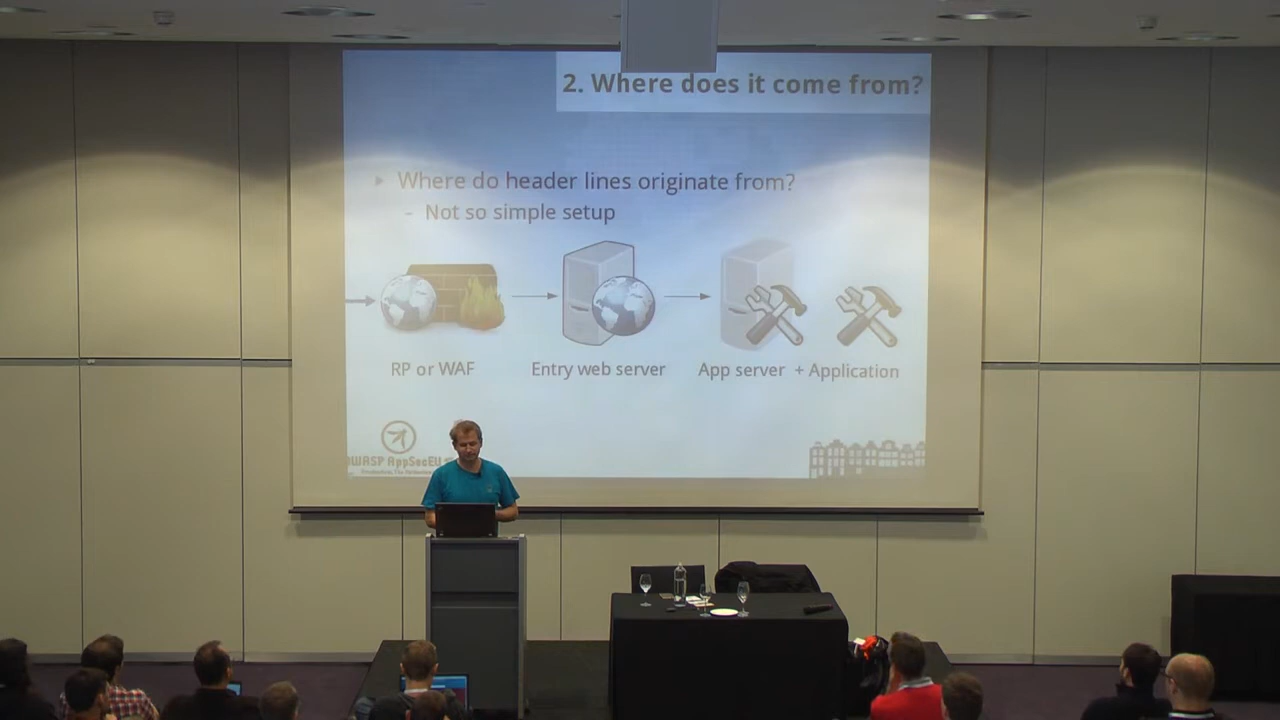 2. Where does it come from?
Where do header lines originate from?
- Not so simple setup
RP or WAF
Entry web server
App server + Application
OWASP AppSecEU